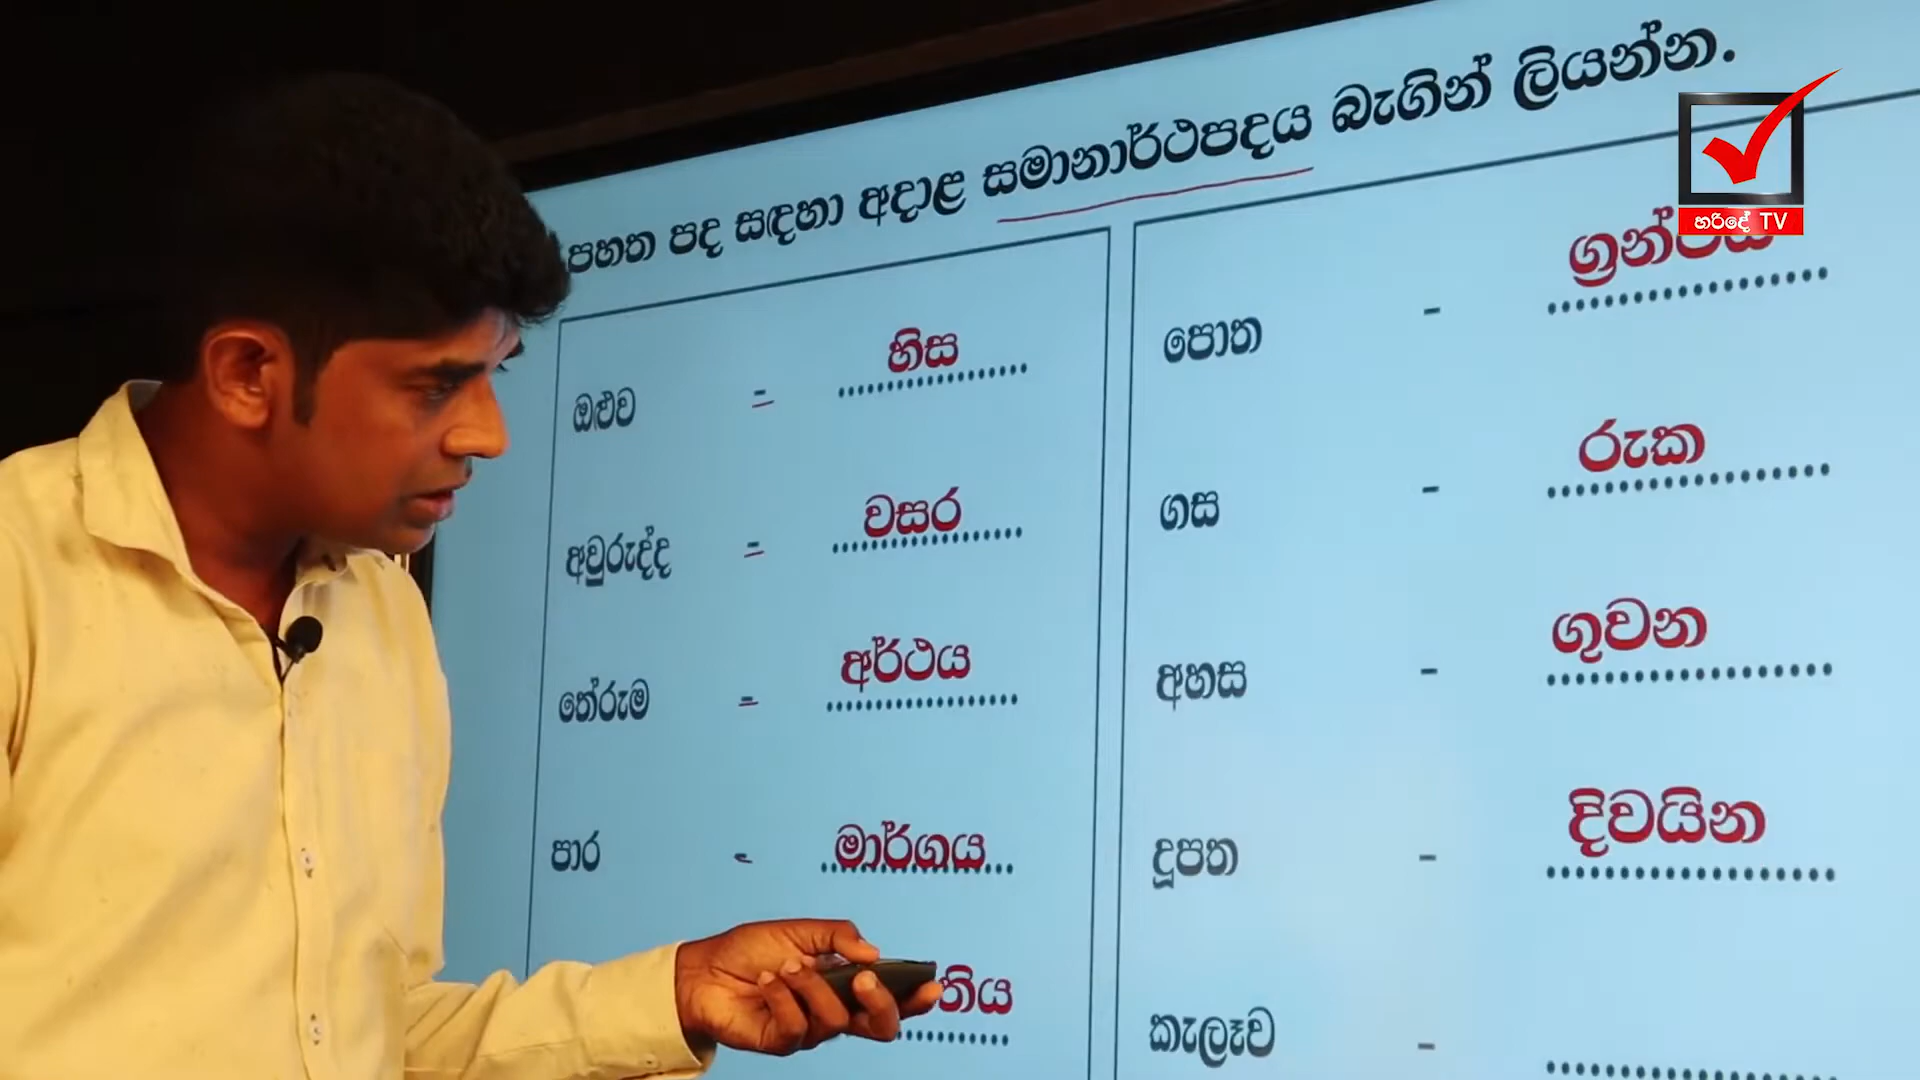 පහත පද සඳහා අදාළ සමානාර්ථපදය බැගින් ලියන්න.
ඔළුව - හිස
අවුරුද්ද - වසර
තේරුම - අර්ථය
පාර - මාර්ගය
පොත -
ගස - රුක
අහස - ගුවන
දූපත - දිවයින
කැලෑව -
හරිදේ TV